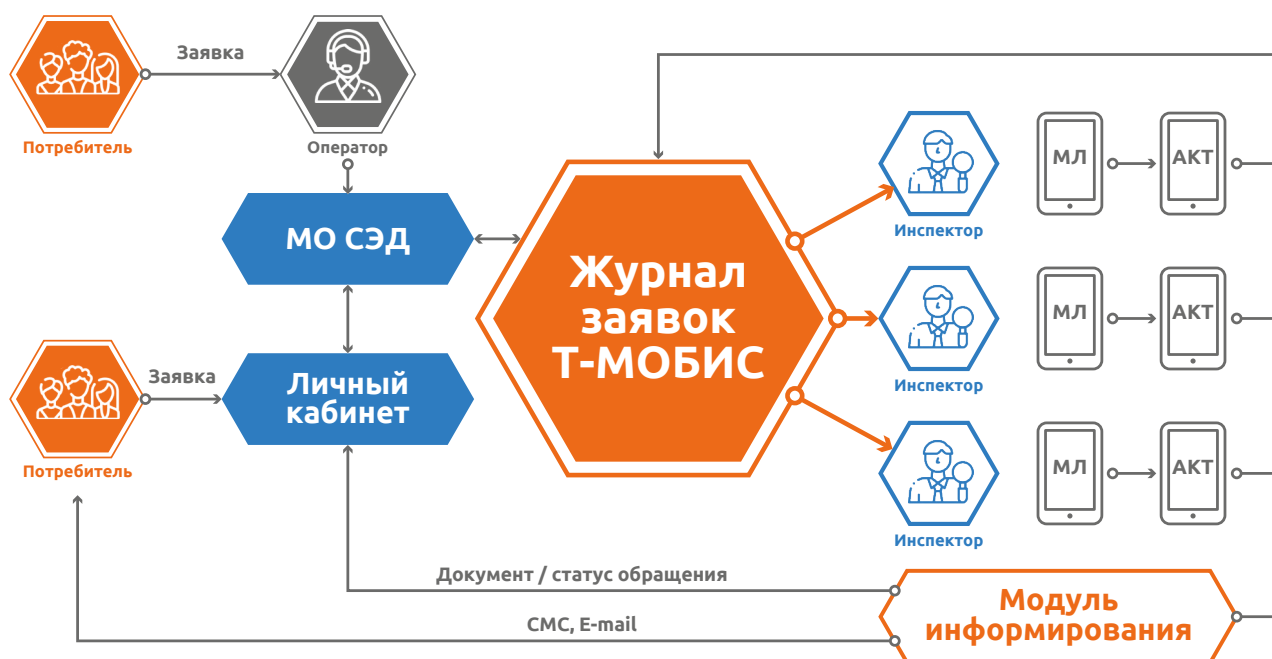 Заявка
Потребитель
Оператор
МО СЭД
Заявка
Личный
кабинет
Потребитель
Журнал
заявок
Т-МОБИС
Инспектор
МЛ
АКТ
Инспектор
МЛ
АКТ
Инспектор
МЛ
АКТ
Документ / статус обращения
СМС, E-mail
Модуль
информирования